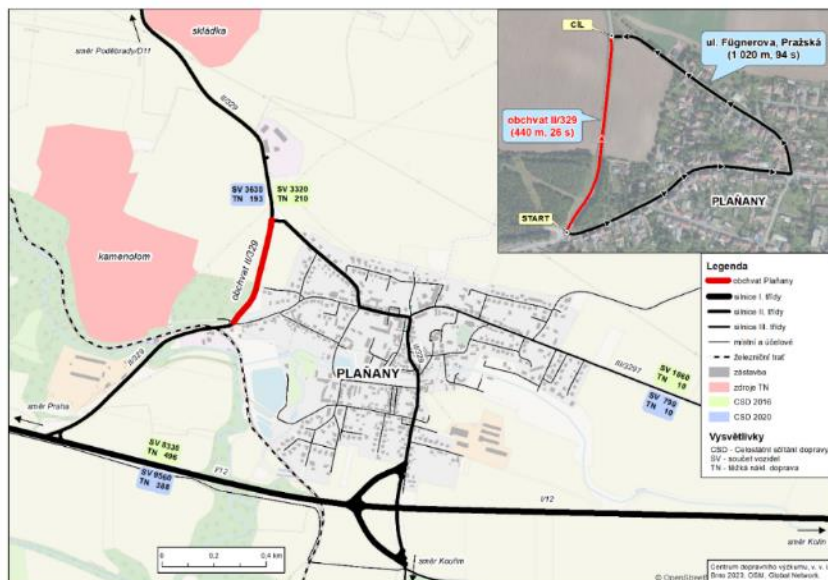 skládka
směr Poděbrady/D11
II/329
SV 3630
TN 193
SV 3320
TN 210
kamenolom
obchvat II/329
II/329
PLAŇANY
II/329
III/3297
SV 1060
TN 10
SV 799
TN 10
směr Praha
SV 8330
TN 496
SV 9560
TN 388
I/12
I/12
směr Kolín
směr Kouřim
0
0,2
0,4 km
CÍL
ul. Fügnerova, Pražská
(1 020 m, 94 s)
obchvat II/329
(440 m, 26 s)
PLAŇANY
START
Legenda
obchvat Plaňany
silnice I. třídy
silnice II. třídy
silnice III. třídy
místní a účelové
železniční trať
zástavba
zdroje TN
CSD 2016
CSD 2020
Vysvětlivky
CSD - Celostátní sčítání dopravy
SV - součet vozidel
TN - těžká nákl. doprava
Centrum dopravního výzkumu, v. v. i.
Brno 2023, OSM, Global Network,